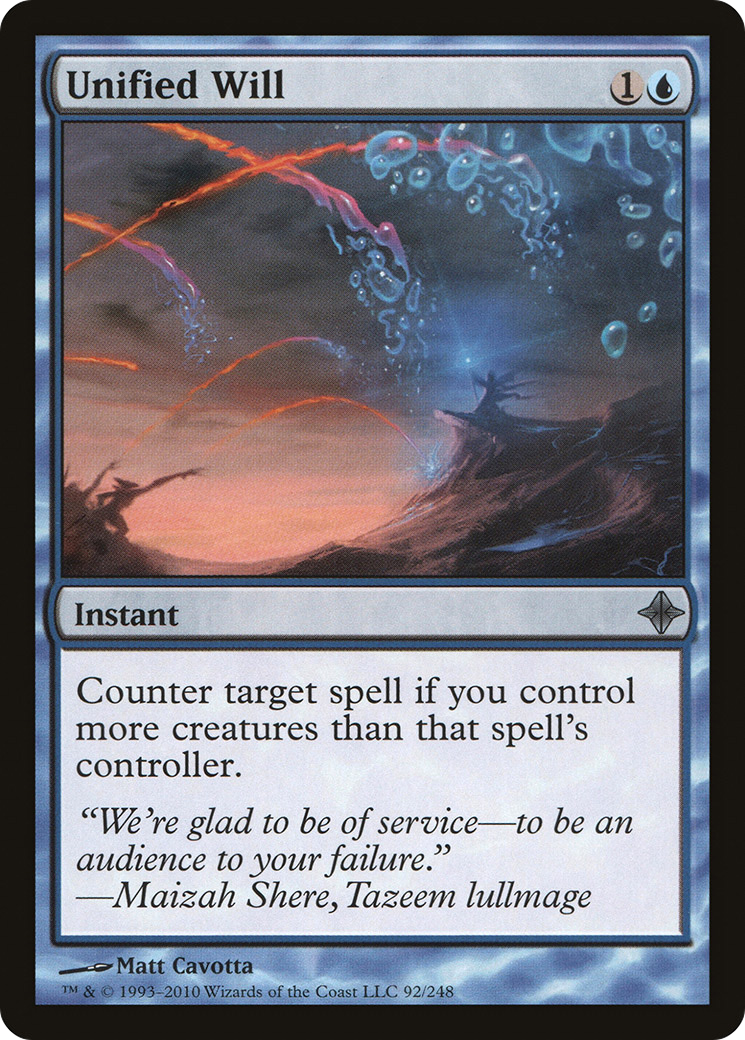 Unified Will
1
Instant
Counter target spell if you control
more creatures than that spell's
controller.
“We're glad to be of service—to be an
audience to your failure.”
—Maizah Shere, Tazeem lullmage
Matt Cavotta
™ & © 1993–2010 Wizards of the Coast LLC 92/248